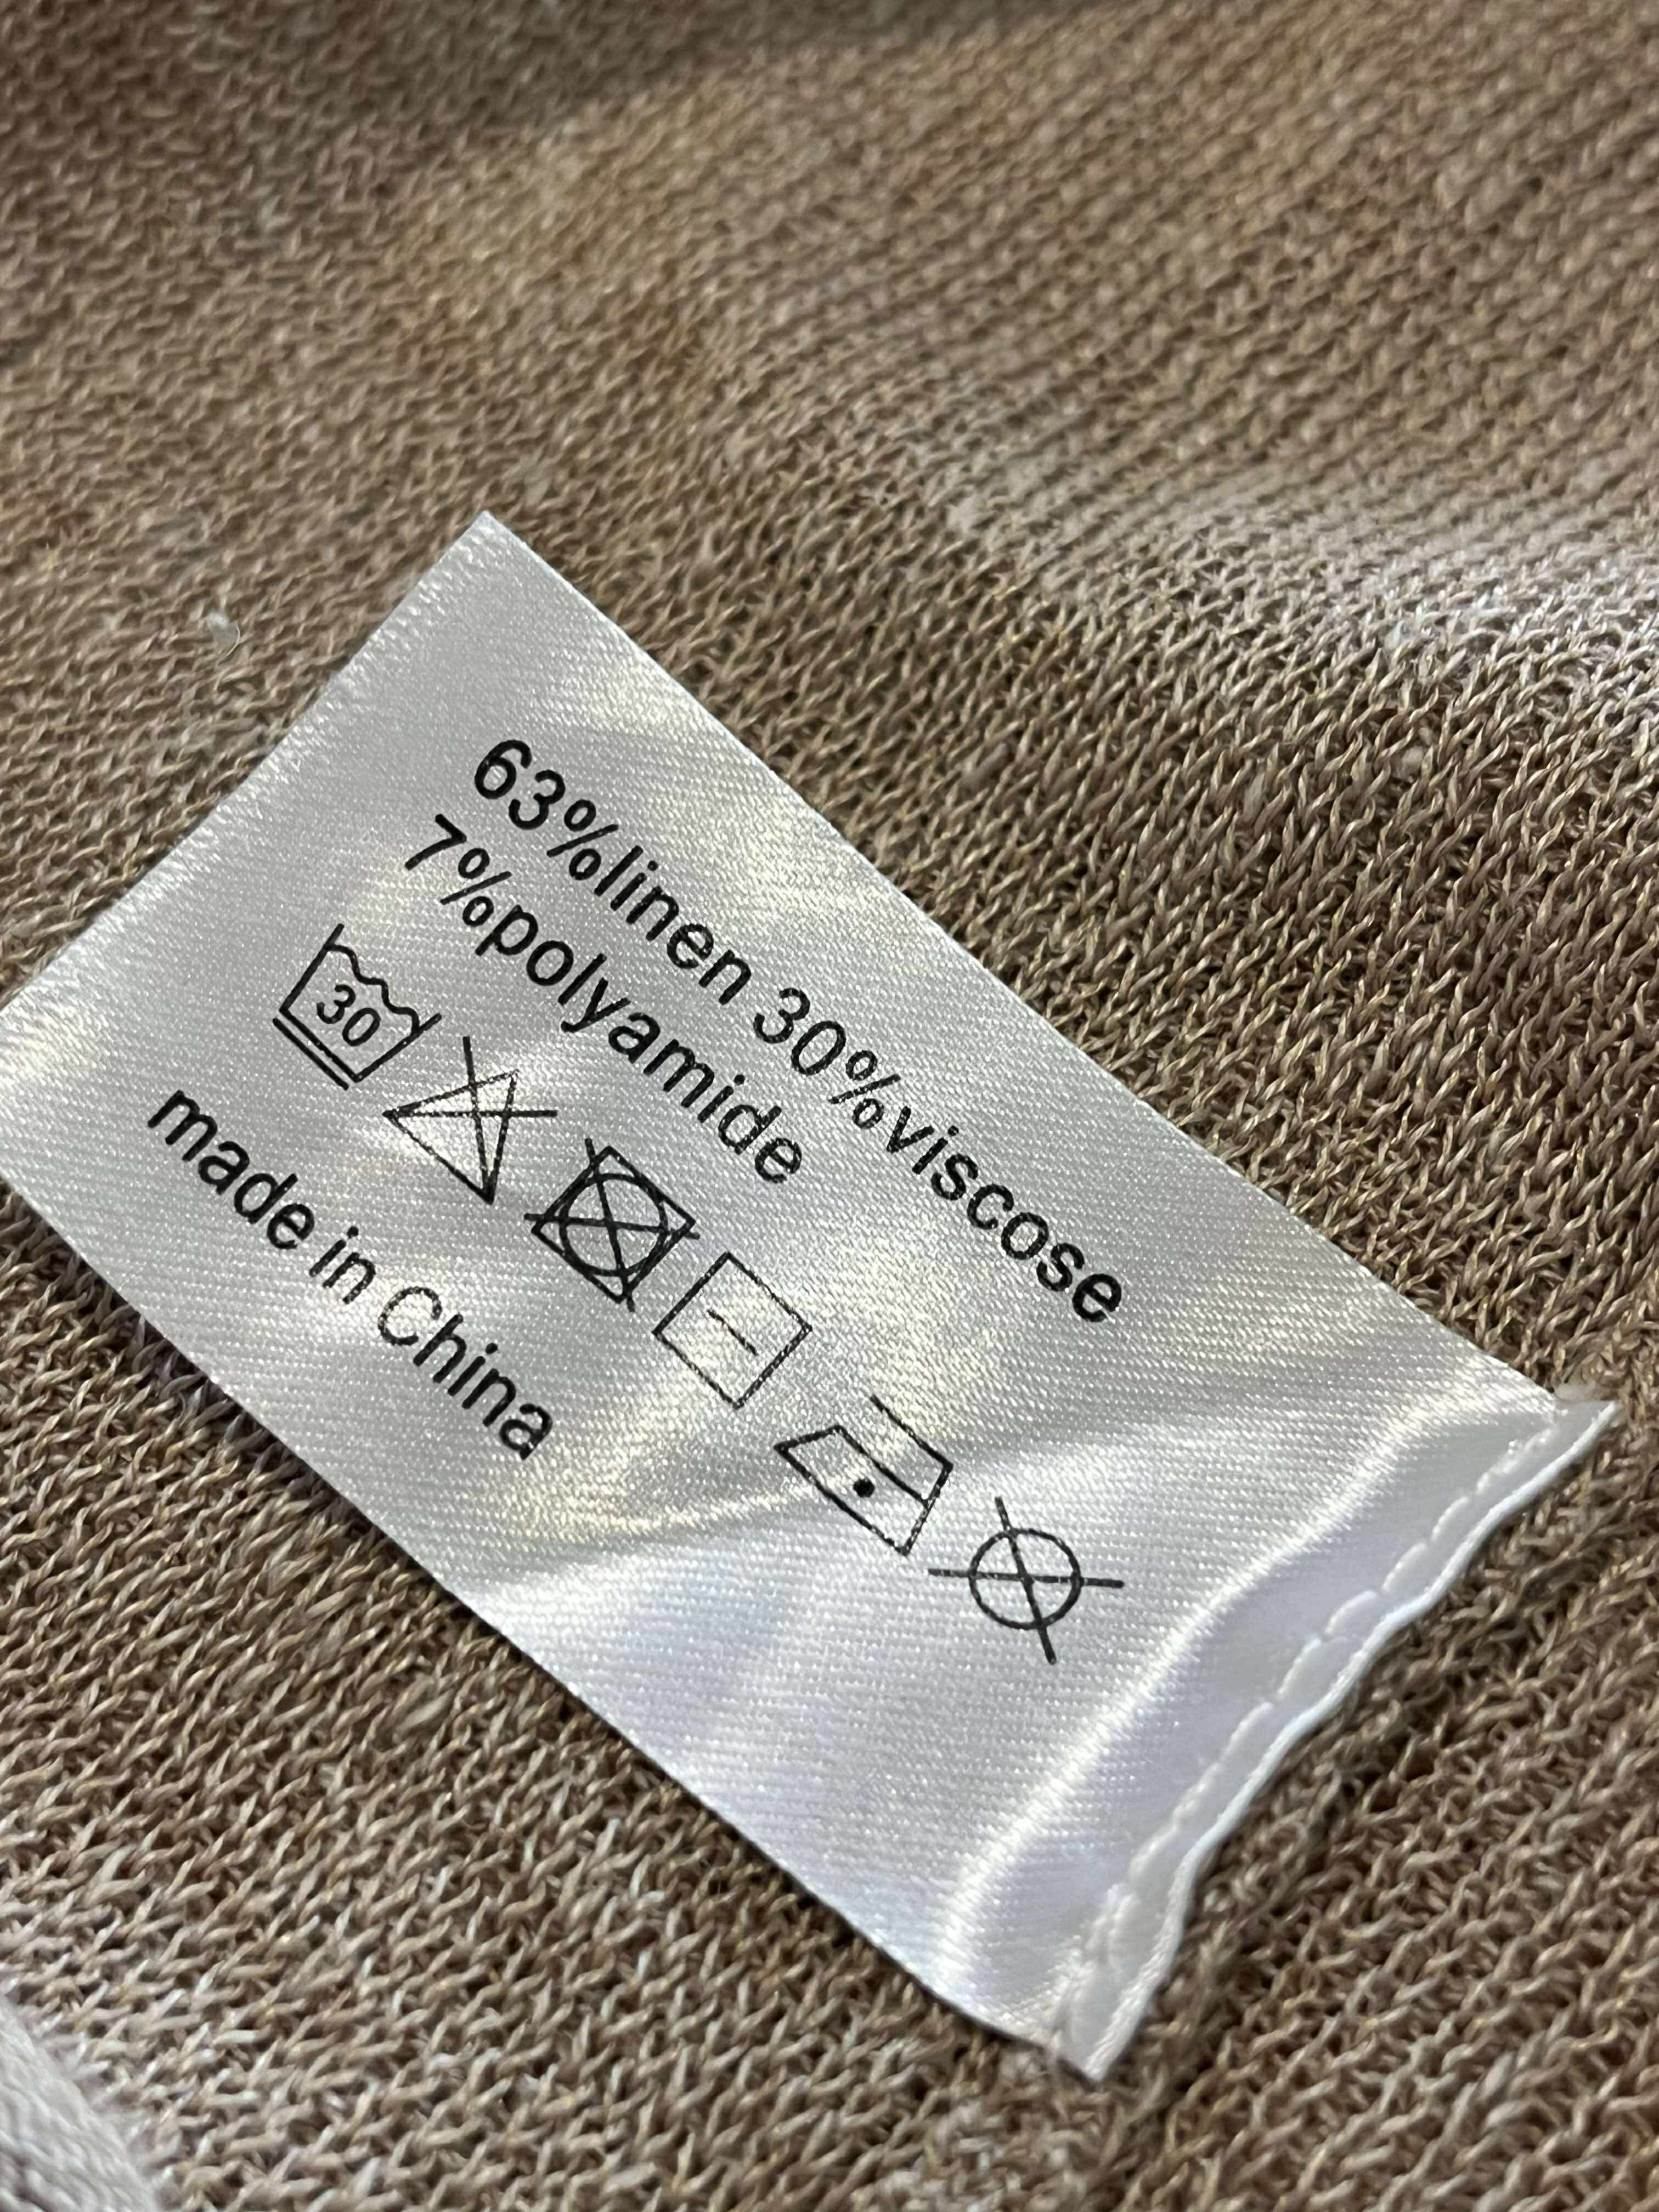 63%linen 30%viscose
7%polyamide
30
made in China